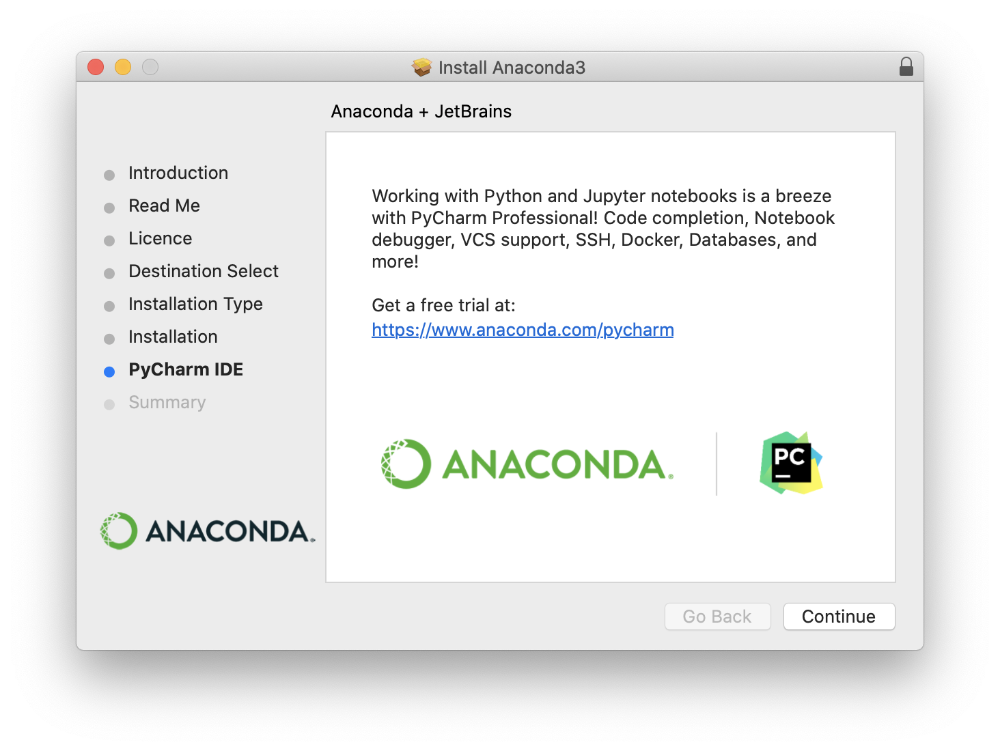 Install Anaconda3
Anaconda + JetBrains
Introduction
Read Me
Licence
Destination Select
Installation Type
Installation
PyCharm IDE
Summary
ANANCONDA.
Working with Python and Jupyter notebooks is a breeze
with PyCharm Professional! Code completion, Notebook
debugger, VCS support, SSH, Docker, Databases, and
more!
Get a free trial at:
https://www.anaconda.com/pycharm
ANACONDA.®
PC
Go Back
Continue